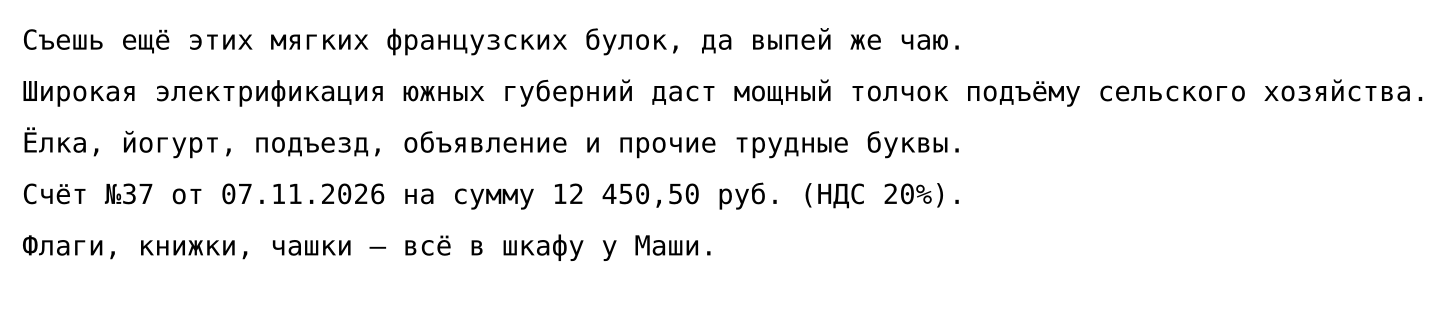 Съешь ещё этих мягких французских булок, да выпей же чаю.
Широкая электрификация южных губерний даст мощный толчок подъёму сельского хозяйства.
Ёлка, йогурт, подъезд, объявление и прочие трудные буквы.
Счёт №37 от 07.11.2026 на сумму 12 450,50 руб. (НДС 20%).
Флаги, книжки, чашки — всё в шкафу у Маши.